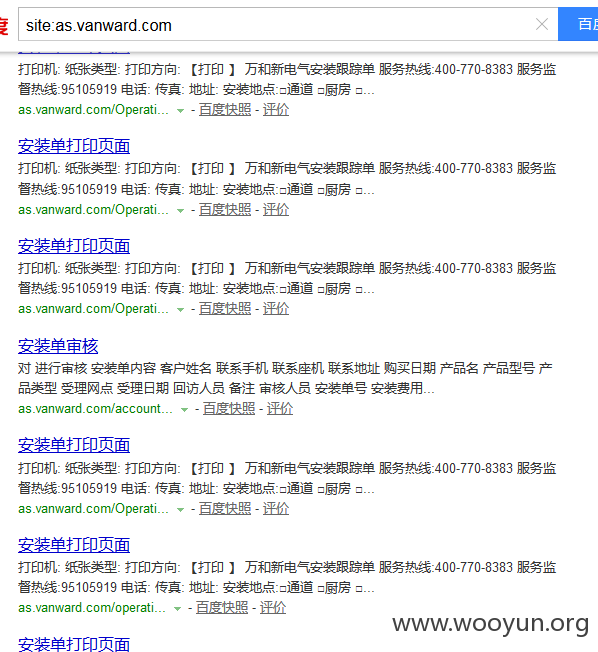 site:as.vanward.com
百度
安装单打印页面
打印机: 纸张类型: 打印方向: 【打印 】 万和新电气安装跟踪单 服务热线:400-770-8383 服务监
督热线:95105919 电话: 传真: 地址: 安装地点:□通道 □厨房 □...
as.vanward.com/Operati... - 百度快照 - 评价
安装单打印页面
打印机: 纸张类型: 打印方向: 【打印 】 万和新电气安装跟踪单 服务热线:400-770-8383 服务监
督热线:95105919 电话: 传真: 地址: 安装地点:□通道 □厨房 □...
as.vanward.com/Operati... - 百度快照 - 评价
安装单打印页面
打印机: 纸张类型: 打印方向: 【打印 】 万和新电气安装跟踪单 服务热线:400-770-8383 服务监
督热线:95105919 电话: 传真: 地址: 安装地点:□通道 □厨房 □...
as.vanward.com/Operati... - 百度快照 - 评价
安装单审核
对 进行审核 安装单内容 客户姓名 联系手机 联系座机 联系地址 购买日期 产品名 产品型号 产
品类型 受理网点 受理日期 回访人员 备注 审核人员 安装单号 安装费用...
as.vanward.com/account... - 百度快照 - 评价
安装单打印页面
打印机: 纸张类型: 打印方向: 【打印 】 万和新电气安装跟踪单 服务热线:400-770-8383 服务监
督热线:95105919 电话: 传真: 地址: 安装地点:□通道 □厨房 □...
as.vanward.com/Operati... - 百度快照 - 评价
安装单打印页面
打印机: 纸张类型: 打印方向: 【打印 】 万和新电气安装跟踪单 服务热线:400-770-8383 服务监
督热线:95105919 电话: 传真: 地址: 安装地点:□通道 □厨房 □...
as.vanward.com/operati... - 百度快照 - 评价
www.wooyun.org
安装单打印页面